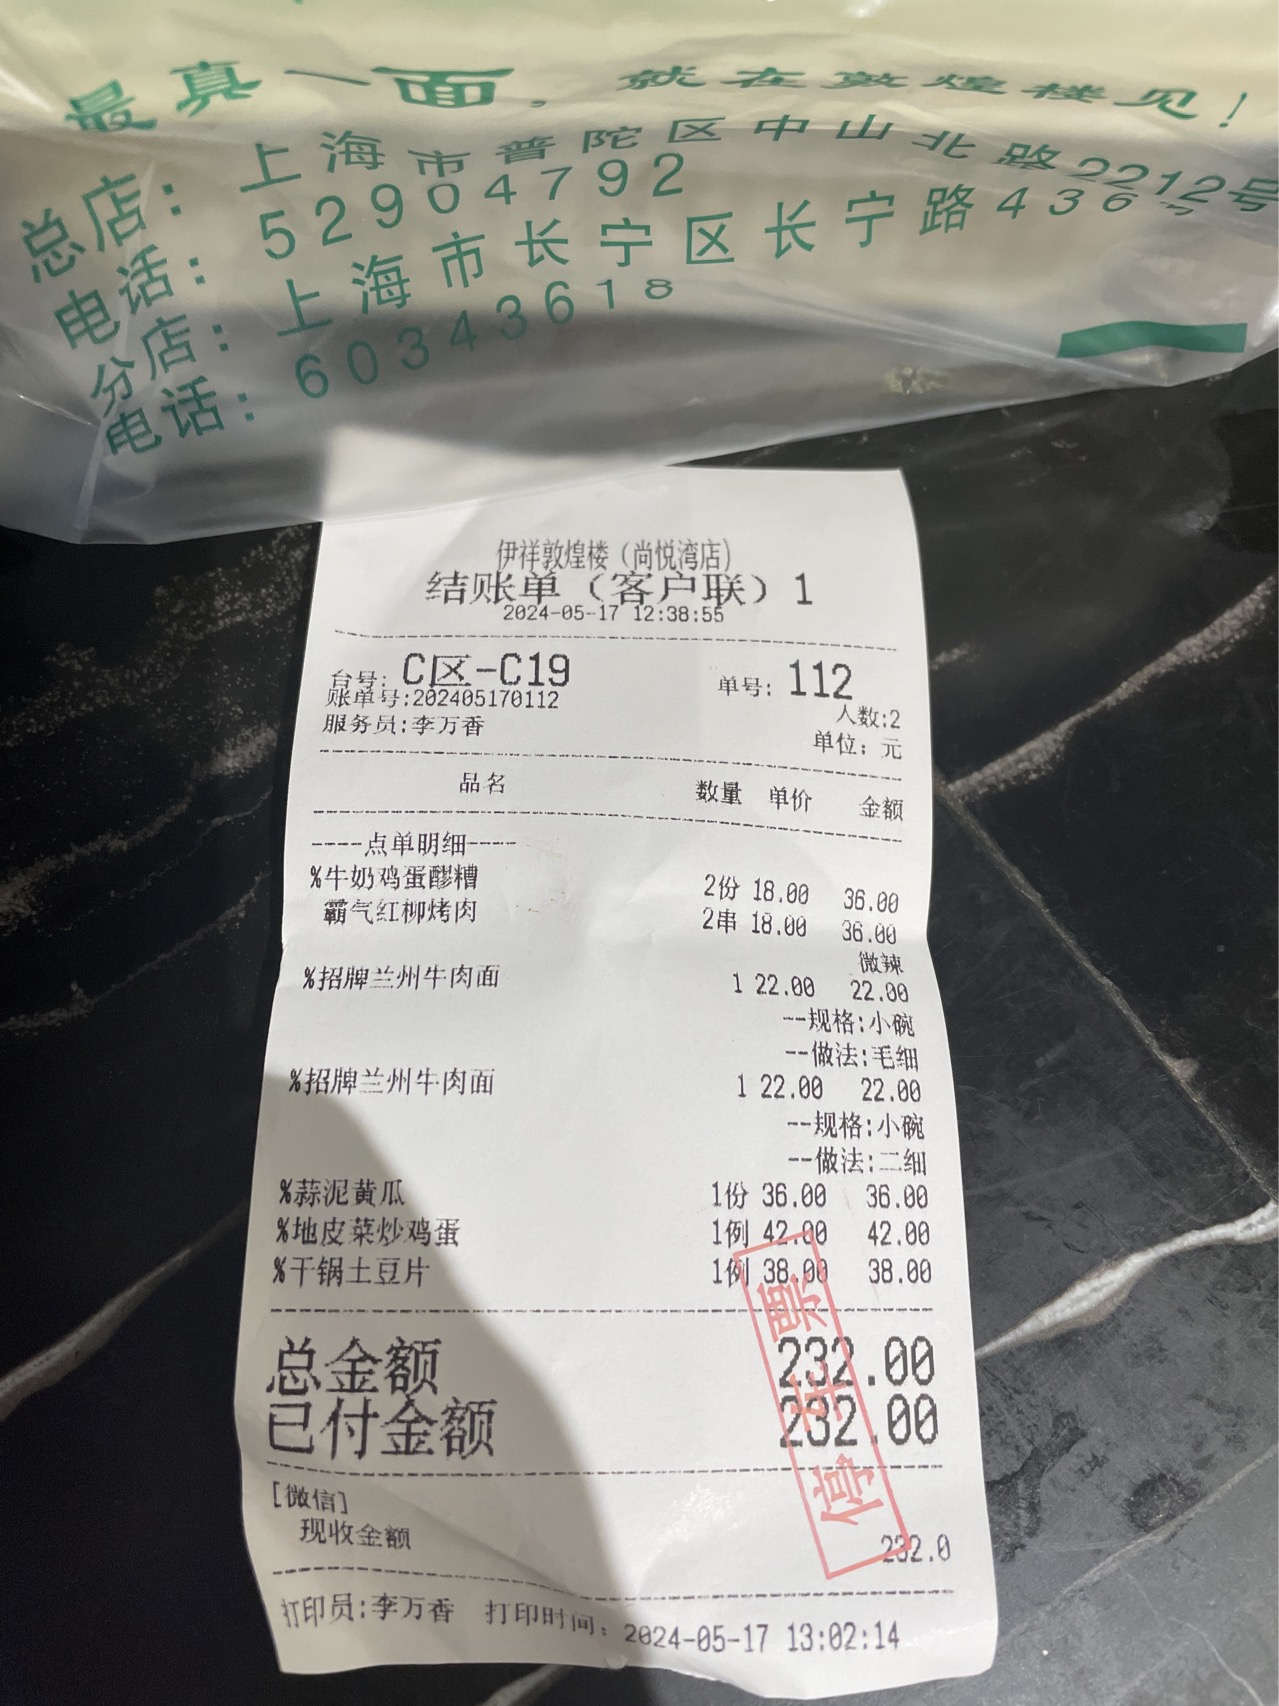 最真一面，就在敦煌楼见！
总店：上海市普陀区中山北路2212号
电话：52904792
分店：上海市长宁区长宁路436号
电话：60343618
伊祥敦煌楼（尚悦湾店）
结账单（客户联）1
2024-05-17 12:38:55
台号：C区-C19 单号：112
账单号:202405170112 人数:2
服务员:李万香 单位：元
品名 数量 单价 金额
----点单明细----
%牛奶鸡蛋醪糟 2份 18.00 36.00
霸气红柳烤肉 2串 18.00 36.00
微辣
%招牌兰州牛肉面 1 22.00 22.00
--规格:小碗
--做法:毛细
%招牌兰州牛肉面 1 22.00 22.00
--规格:小碗
--做法:二细
%蒜泥黄瓜 1份 36.00 36.00
%地皮菜炒鸡蛋 1例 42.00 42.00
%干锅土豆片 1例 38.00 38.00
总金额 232.00
已付金额 232.00
[微信]
现收金额 232.0
打印员:李万香 打印时间：2024-05-17 13:02:14
停车票